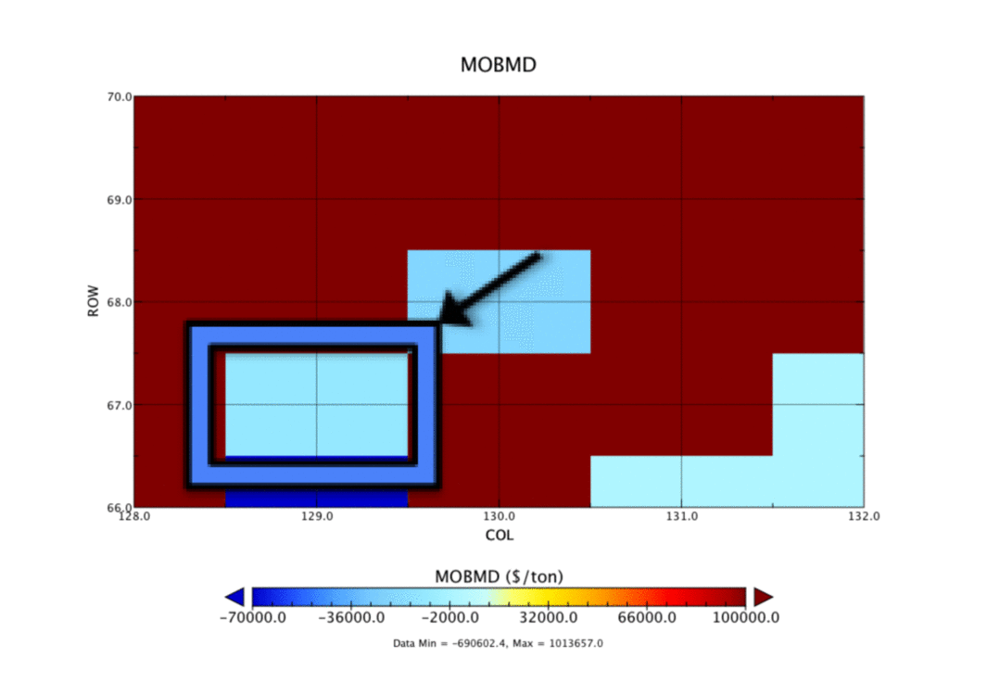 MOBMD
70.0
69.0
68.0
67.0
66.0
ROW
128.0 129.0 130.0 131.0 132.0
COL
MOBMD ($/ton)
-70000.0 -36000.0 -2000.0 32000.0 66000.0 100000.0
Data Min = -690602.4, Max = 1013657.0